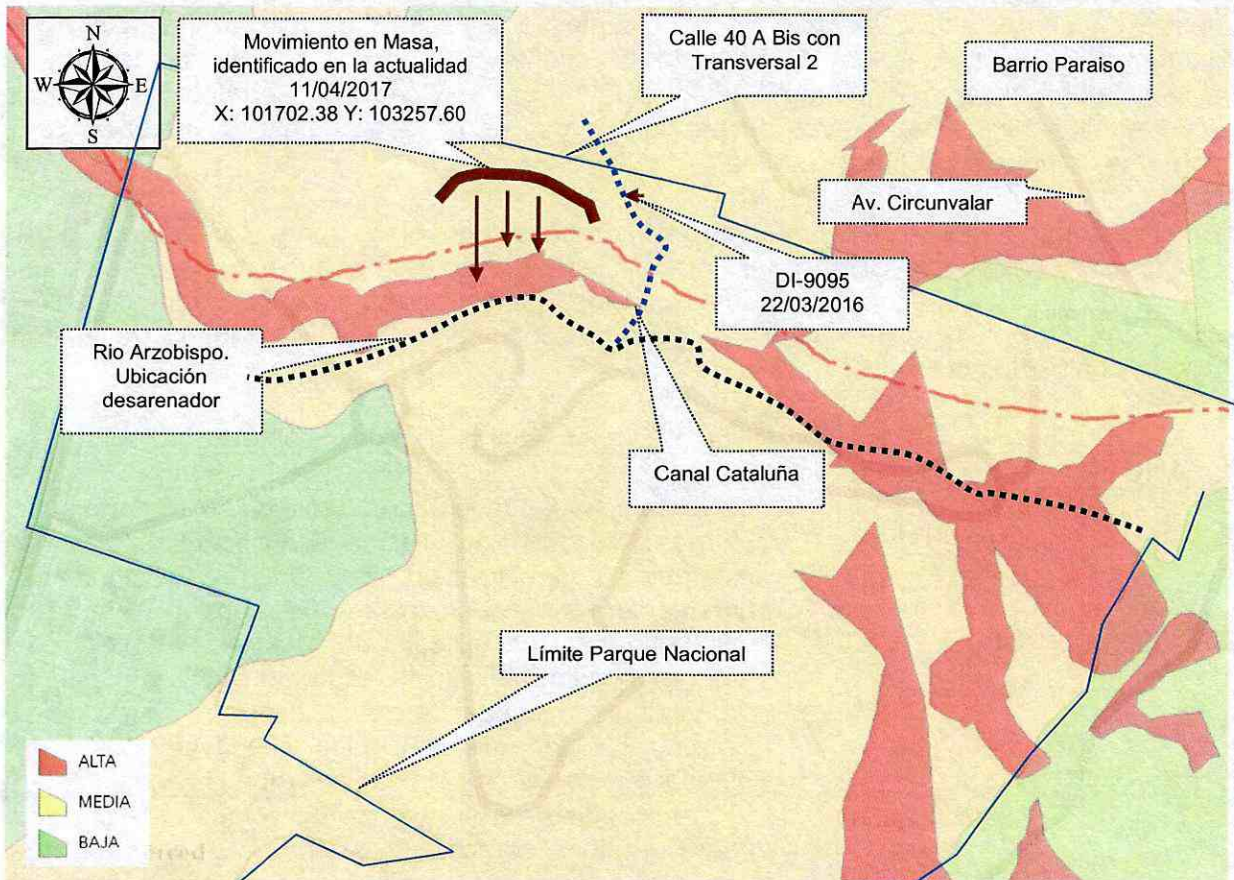 N
W
E
S
Movimiento en Masa,
identificado en la actualidad
11/04/2017
X: 101702.38 Y: 103257.60
Calle 40 A Bis con
Transversal 2
Barrio Paraiso
Av. Circunvalar
DI-9095
22/03/2016
Rio Arzobispo.
Ubicación
desarenador
Canal Cataluña
Límite Parque Nacional
ALTA
MEDIA
BAJA